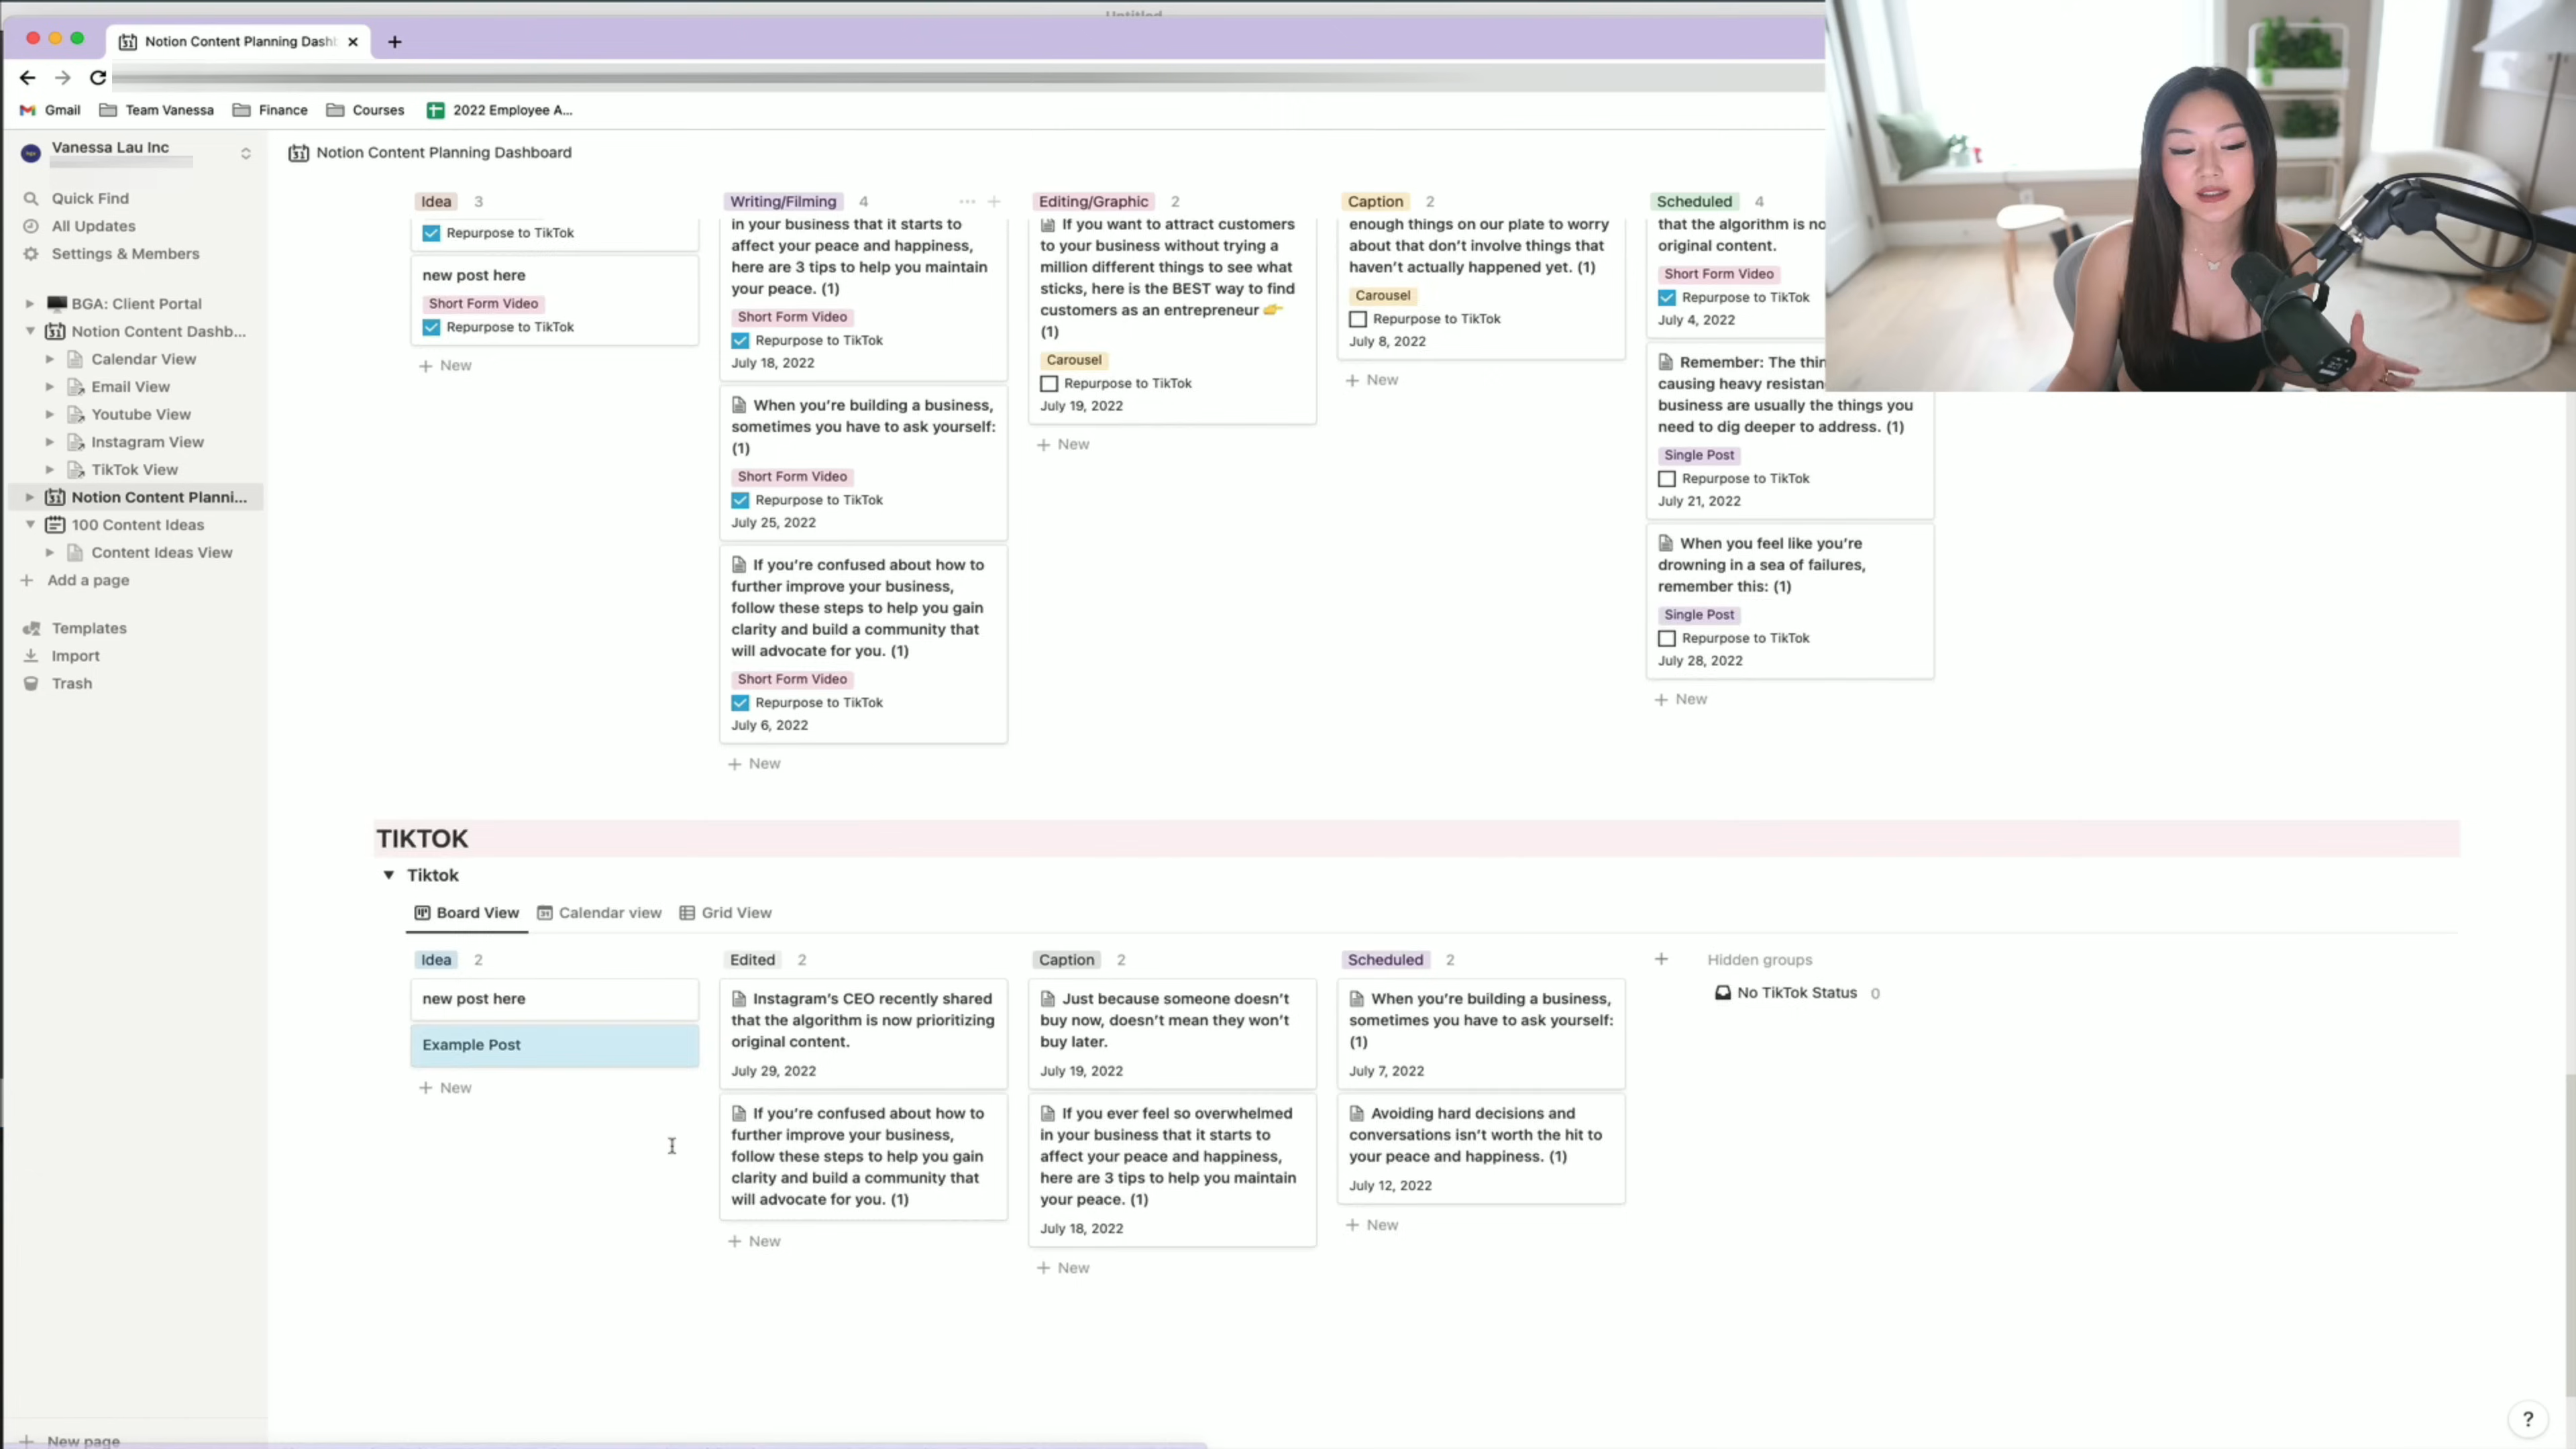 Untitled
Notion Content Planning Dashl
Gmail
Team Vanessa
Finance
Courses
2022 Employee A...
Vanessa Lau Inc
Quick Find
All Updates
Settings & Members
BGA: Client Portal
Notion Content Dashb...
Calendar View
Email View
Youtube View
Instagram View
TikTok View
Notion Content Planni...
100 Content Ideas
Content Ideas View
Add a page
Templates
Import
Trash
New page
Notion Content Planning Dashboard
Idea 3
Repurpose to TikTok
new post here
Short Form Video
Repurpose to TikTok
New
Writing/Filming 4
in your business that it starts to
affect your peace and happiness,
here are 3 tips to help you maintain
your peace. (1)
Short Form Video
Repurpose to TikTok
July 18, 2022
When you're building a business,
sometimes you have to ask yourself:
(1)
Short Form Video
Repurpose to TikTok
July 25, 2022
If you're confused about how to
further improve your business,
follow these steps to help you gain
clarity and build a community that
will advocate for you. (1)
Short Form Video
Repurpose to TikTok
July 6, 2022
New
Editing/Graphic 2
If you want to attract customers
to your business without trying a
million different things to see what
sticks, here is the BEST way to find
customers as an entrepreneur 👉
(1)
Carousel
Repurpose to TikTok
July 19, 2022
New
Caption 2
enough things on our plate to worry
about that don't involve things that
haven't actually happened yet. (1)
Carousel
Repurpose to TikTok
July 8, 2022
New
Scheduled 4
that the algorithm is no
original content.
Short Form Video
Repurpose to TikTok
July 4, 2022
Remember: The thin
causing heavy resistan
business are usually the things you
need to dig deeper to address. (1)
Single Post
Repurpose to TikTok
July 21, 2022
When you feel like you're
drowning in a sea of failures,
remember this: (1)
Single Post
Repurpose to TikTok
July 28, 2022
New
TIKTOK
Tiktok
Board View
Calendar view
Grid View
Idea 2
new post here
Example Post
New
Edited 2
Instagram's CEO recently shared
that the algorithm is now prioritizing
original content.
July 29, 2022
If you're confused about how to
further improve your business,
follow these steps to help you gain
clarity and build a community that
will advocate for you. (1)
New
Caption 2
Just because someone doesn't
buy now, doesn't mean they won't
buy later.
July 19, 2022
If you ever feel so overwhelmed
in your business that it starts to
affect your peace and happiness,
here are 3 tips to help you maintain
your peace. (1)
July 18, 2022
New
Scheduled 2
When you're building a business,
sometimes you have to ask yourself:
(1)
July 7, 2022
Avoiding hard decisions and
conversations isn't worth the hit to
your peace and happiness. (1)
July 12, 2022
New
Hidden groups
No TikTok Status 0
?